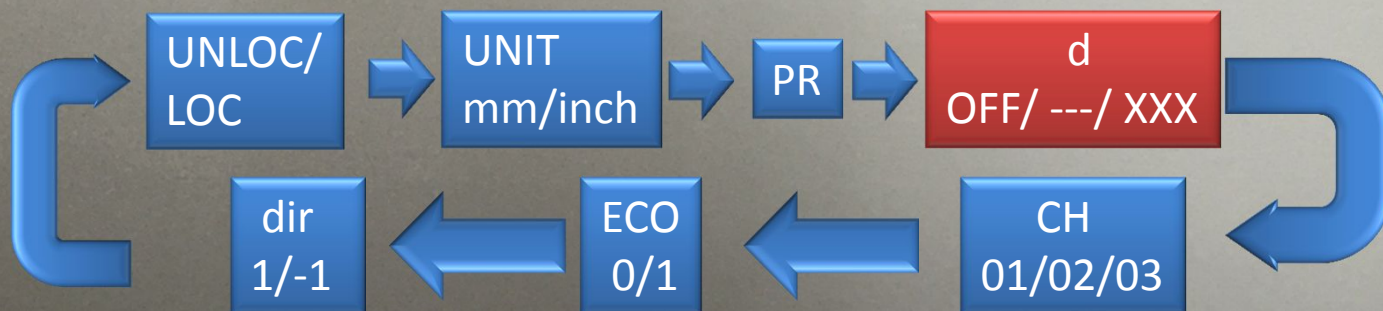 UNLOC/
LOC
UNIT
mm/inch
PR
d
OFF/ ---/ XXX
CH
01/02/03
ECO
0/1
dir
1/-1